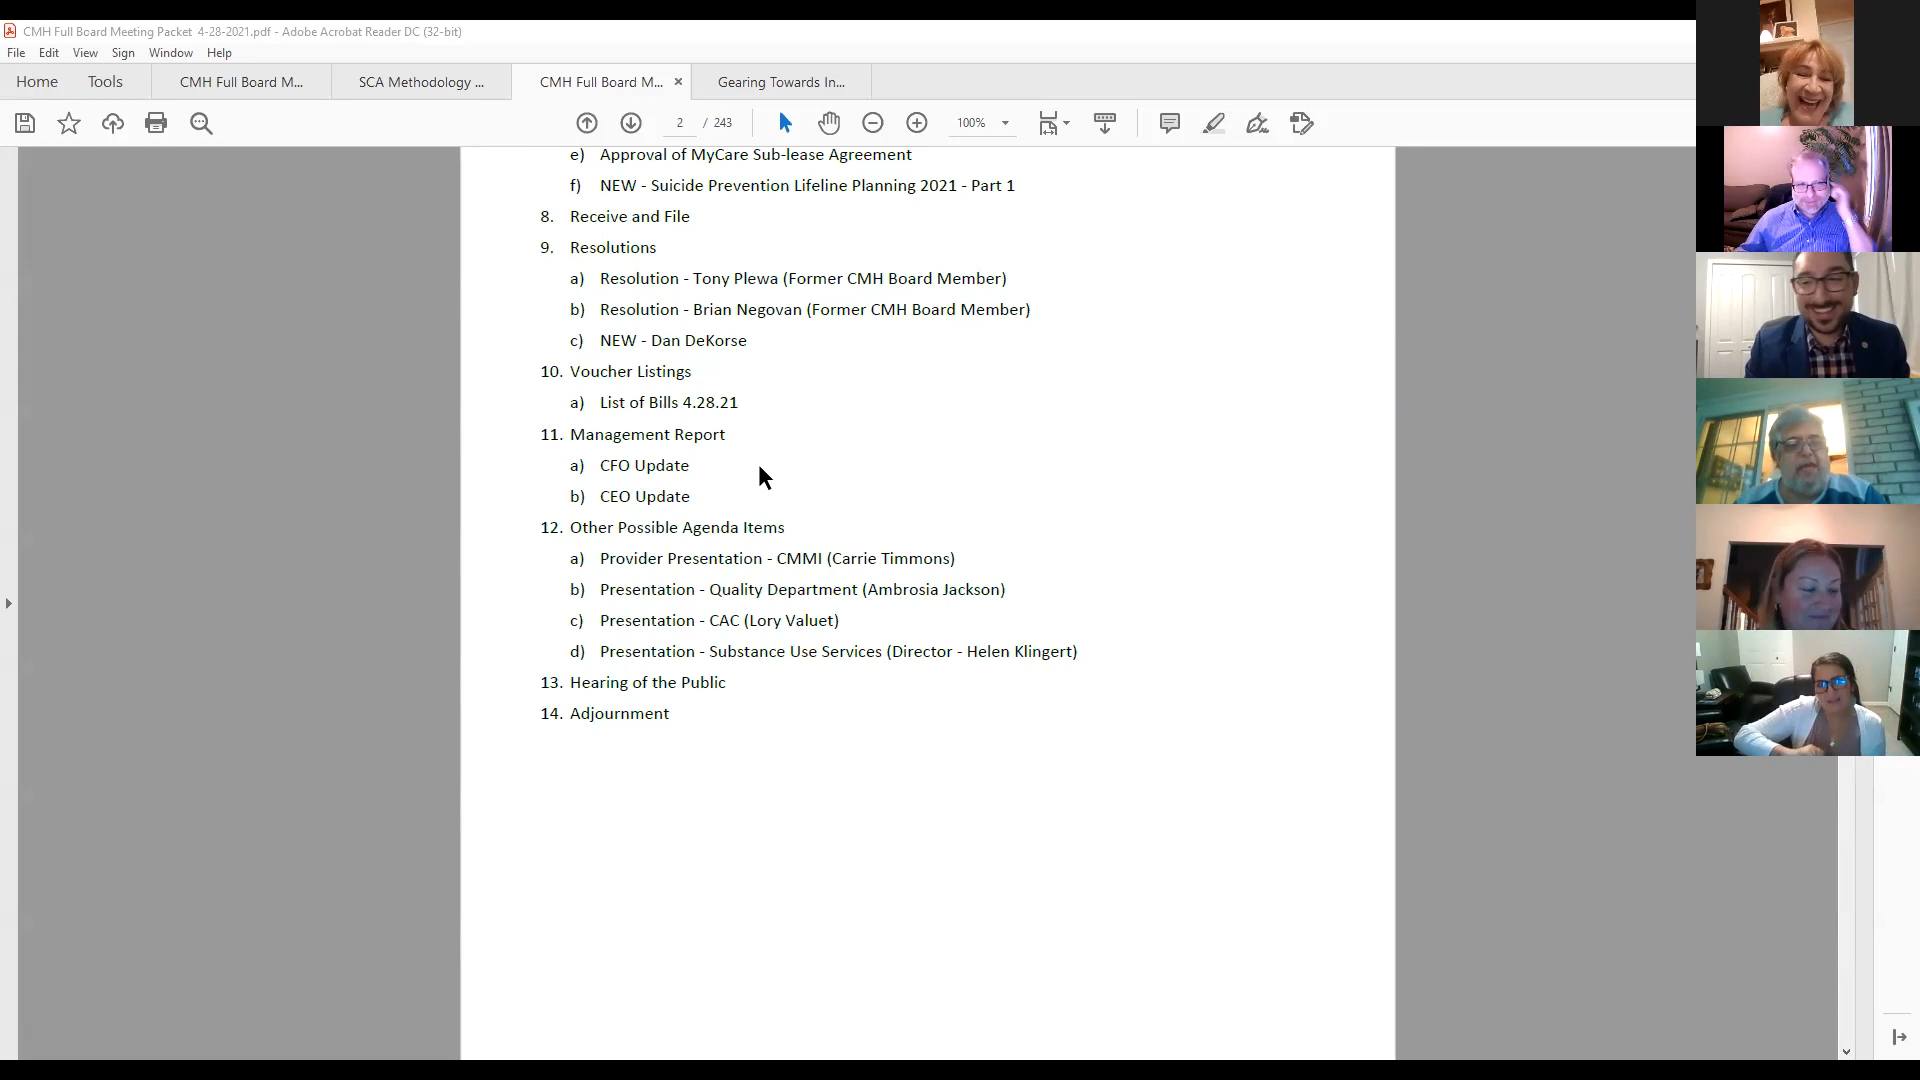 CMH Full Board Meeting Packet 4-28-2021.pdf - Adobe Acrobat Reader DC (32-bit)
File Edit View Sign Window Help
Home Tools CMH Full Board M... SCA Methodology ... CMH Full Board M... Gearing Towards In...
2 / 243 100%
e) Approval of MyCare Sub-lease Agreement
f) NEW - Suicide Prevention Lifeline Planning 2021 - Part 1
8. Receive and File
9. Resolutions
a) Resolution - Tony Plewa (Former CMH Board Member)
b) Resolution - Brian Negovan (Former CMH Board Member)
c) NEW - Dan DeKorse
10. Voucher Listings
a) List of Bills 4.28.21
11. Management Report
a) CFO Update
b) CEO Update
12. Other Possible Agenda Items
a) Provider Presentation - CMMI (Carrie Timmons)
b) Presentation - Quality Department (Ambrosia Jackson)
c) Presentation - CAC (Lory Valuet)
d) Presentation - Substance Use Services (Director - Helen Klingert)
13. Hearing of the Public
14. Adjournment